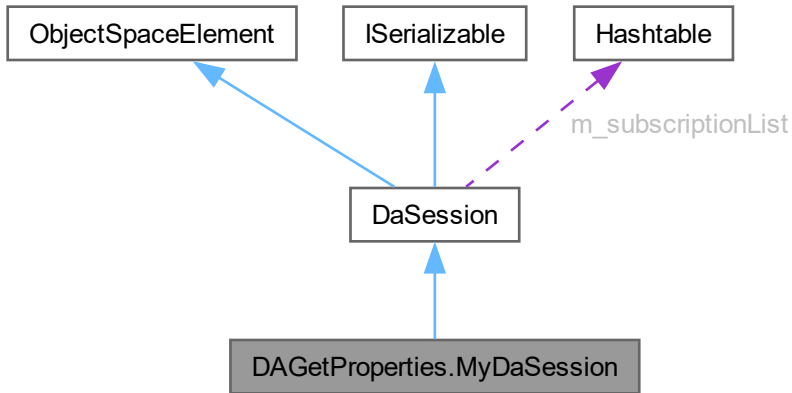 ObjectSpaceElement
ISerializable
Hashtable
m_subscriptionList
DaSession
DAGetProperties.MyDaSession